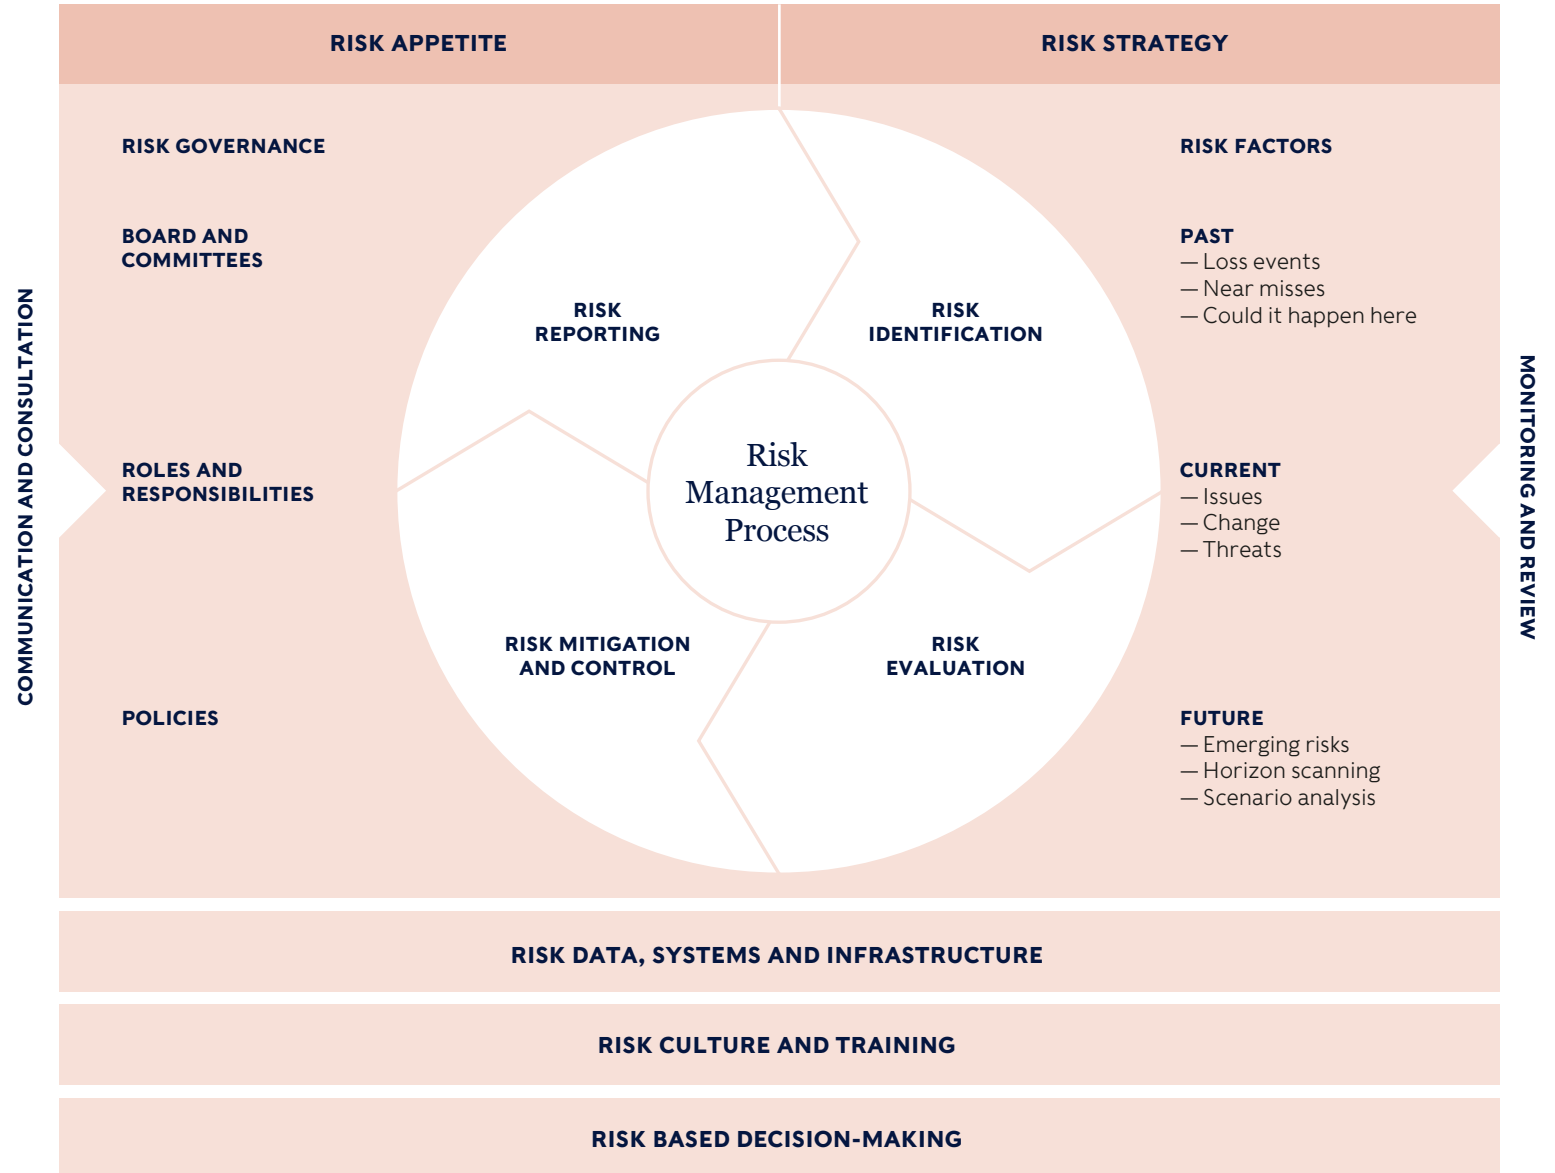 RISK APPETITE
RISK STRATEGY
COMMUNICATION AND CONSULTATION
RISK GOVERNANCE
BOARD AND
COMMITTEES
ROLES AND
RESPONSIBILITIES
POLICIES
RISK
REPORTING
RISK
IDENTIFICATION
Risk
Management
Process
RISK MITIGATION
AND CONTROL
RISK
EVALUATION
RISK FACTORS
PAST
— Loss events
— Near misses
— Could it happen here
CURRENT
— Issues
— Change
— Threats
FUTURE
— Emerging risks
— Horizon scanning
— Scenario analysis
MONITORING AND REVIEW
RISK DATA, SYSTEMS AND INFRASTRUCTURE
RISK CULTURE AND TRAINING
RISK BASED DECISION-MAKING